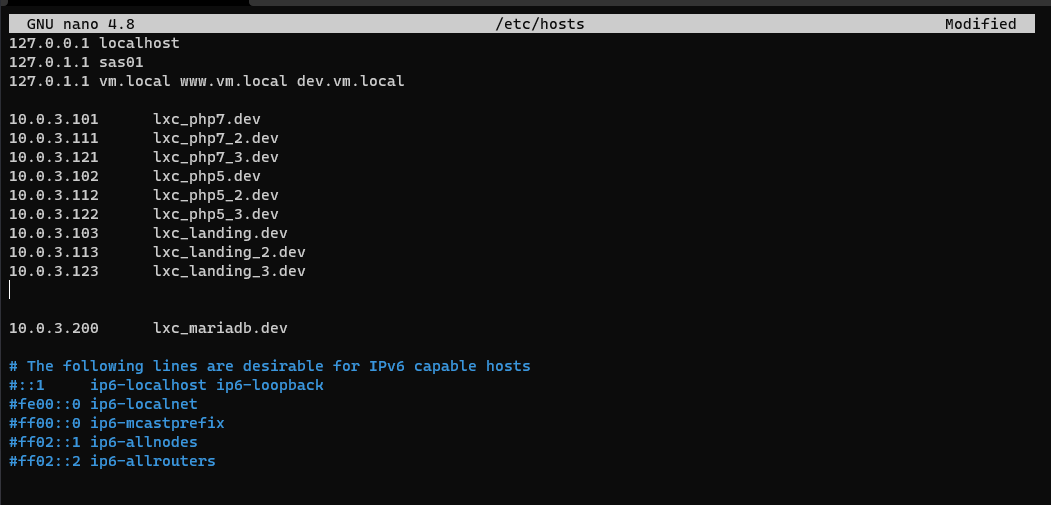 GNU nano 4.8 /etc/hosts Modified
127.0.0.1 localhost
127.0.1.1 sas01
127.0.1.1 vm.local www.vm.local dev.vm.local
10.0.3.101 lxc_php7.dev
10.0.3.111 lxc_php7_2.dev
10.0.3.121 lxc_php7_3.dev
10.0.3.102 lxc_php5.dev
10.0.3.112 lxc_php5_2.dev
10.0.3.122 lxc_php5_3.dev
10.0.3.103 lxc_landing.dev
10.0.3.113 lxc_landing_2.dev
10.0.3.123 lxc_landing_3.dev
10.0.3.200 lxc_mariadb.dev
# The following lines are desirable for IPv6 capable hosts
#::1 ip6-localhost ip6-loopback
#fe00::0 ip6-localnet
#ff00::0 ip6-mcastprefix
#ff02::1 ip6-allnodes
#ff02::2 ip6-allrouters